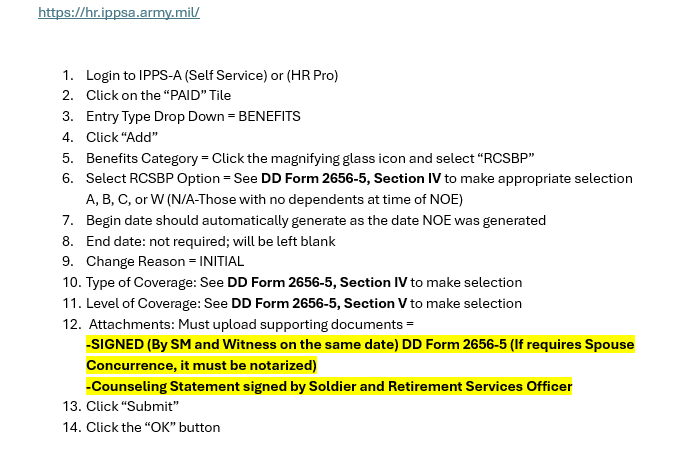 https://hr.ippsa.army.mil/
1. Login to IPPS-A (Self Service) or (HR Pro)
2. Click on the “PAID” Tile
3. Entry Type Drop Down = BENEFITS
4. Click “Add”
5. Benefits Category = Click the magnifying glass icon and select “RCSBP”
6. Select RCSBP Option = See DD Form 2656-5, Section IV to make appropriate selection
A, B, C, or W (N/A-Those with no dependents at time of NOE)
7. Begin date should automatically generate as the date NOE was generated
8. End date: not required; will be left blank
9. Change Reason = INITIAL
10. Type of Coverage: See DD Form 2656-5, Section IV to make selection
11. Level of Coverage: See DD Form 2656-5, Section V to make selection
12. Attachments: Must upload supporting documents =
-SIGNED (By SM and Witness on the same date) DD Form 2656-5 (If requires Spouse
Concurrence, it must be notarized)
-Counseling Statement signed by Soldier and Retirement Services Officer
13. Click “Submit”
14. Click the “OK” button